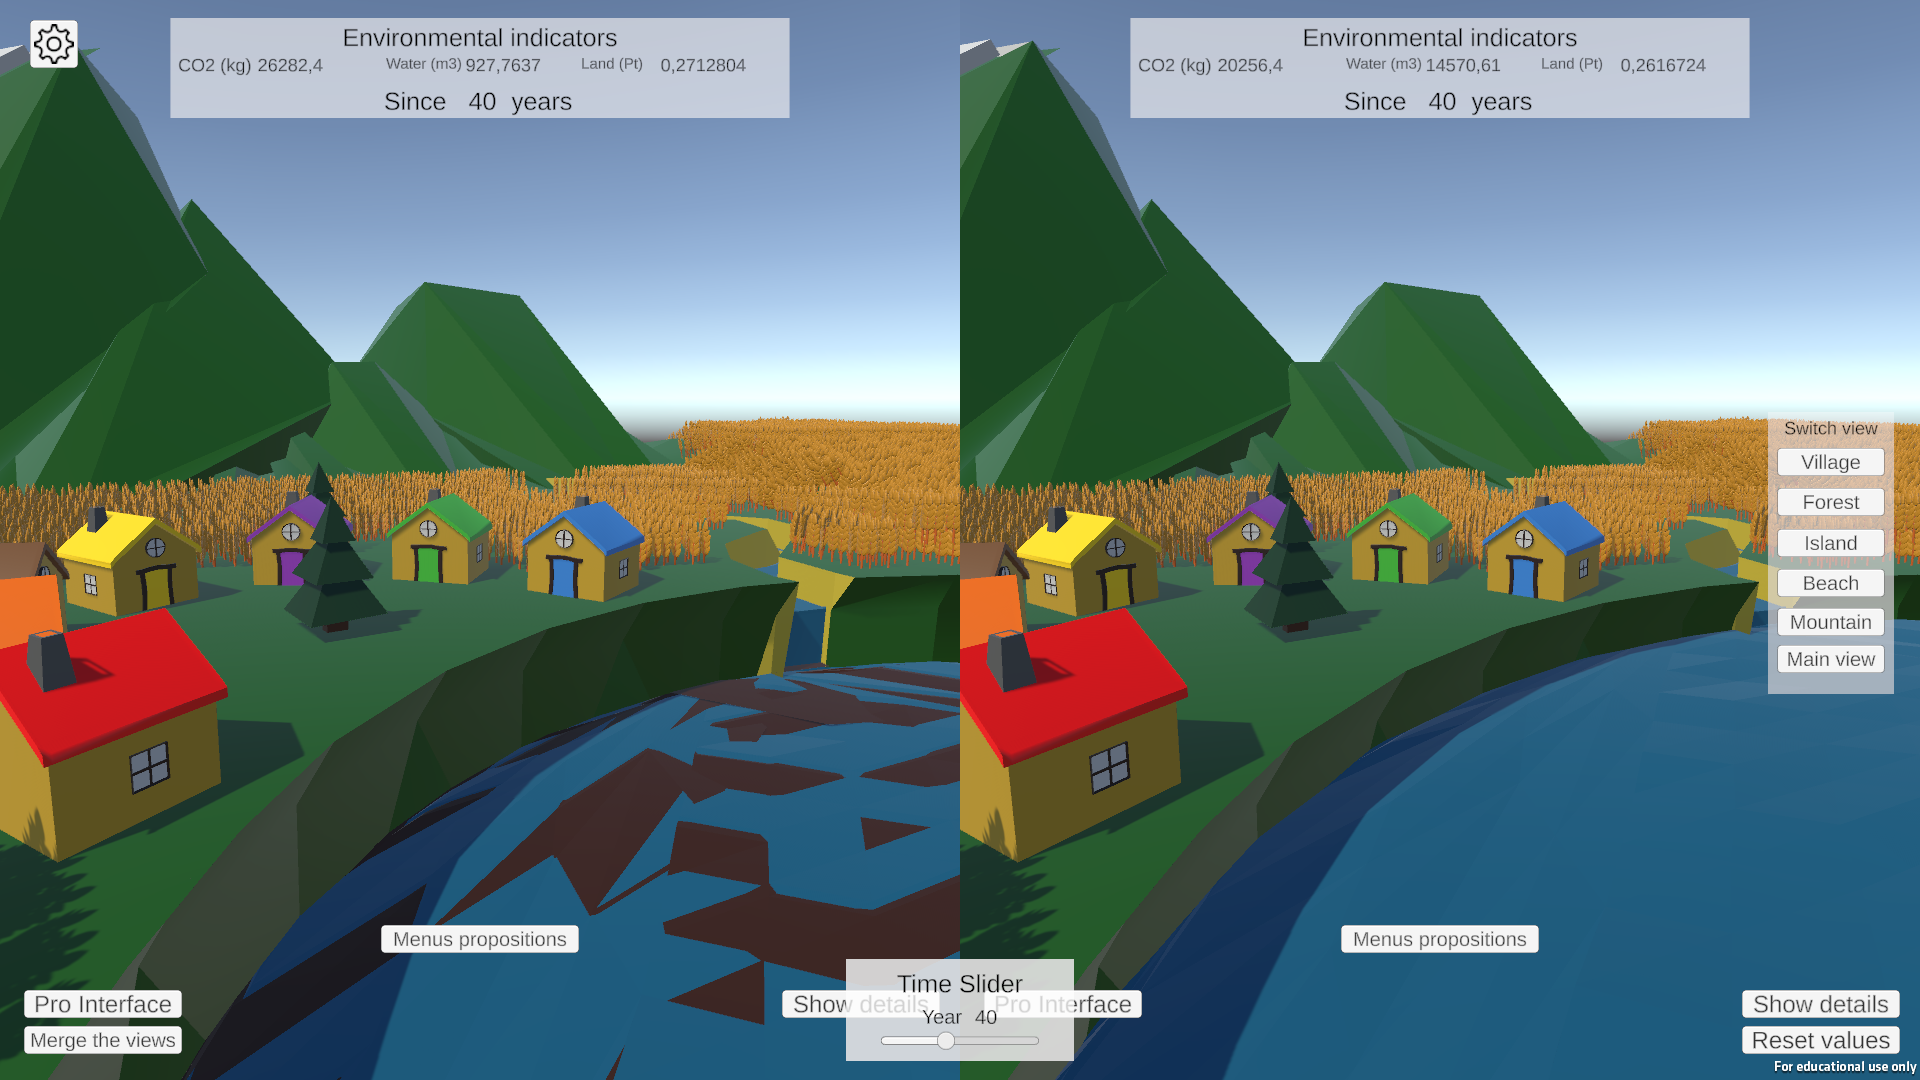 Environmental indicators
CO2 (kg) 26282,4 Water (m3) 927,7637 Land (Pt) 0,2712804
Since 40 years
Environmental indicators
CO2 (kg) 20256,4 Water (m3) 14570,61 Land (Pt) 0,2616724
Since 40 years
Switch view
Village
Forest
Island
Beach
Mountain
Main view
Menus propositions
Menus propositions
Pro Interface
Merge the views
Show details
Time Slider
Year 40
Pro Interface
Show details
Reset values
For educational use only